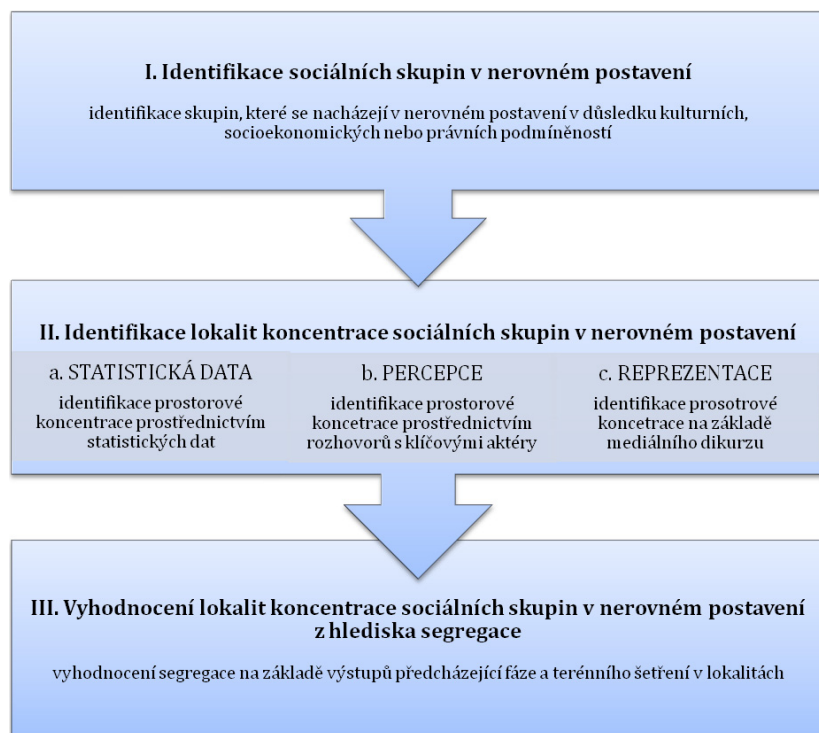 I. Identifikace sociálních skupin v nerovném postavení
identifikace skupin, které se nacházejí v nerovném postavení v důsledku kulturních,
socioekonomických nebo právních podmíněností
II. Identifikace lokalit koncentrace sociálních skupin v nerovném postavení
a. STATISTICKÁ DATA
identifikace prostorové
koncentrace prostřednictvím
statistických dat
b. PERCEPCE
identifikace prostorové
koncetrace prostřednictvím
rozhovorů s klíčovými aktéry
c. REPREZENTACE
identifikace prosotrové
koncetrace na základě
mediálního dikurzu
III. Vyhodnocení lokalit koncentrace sociálních skupin v nerovném postavení
z hlediska segregace
vyhodnocení segregace na základě výstupů předcházející fáze a terénního šetření v lokalitách